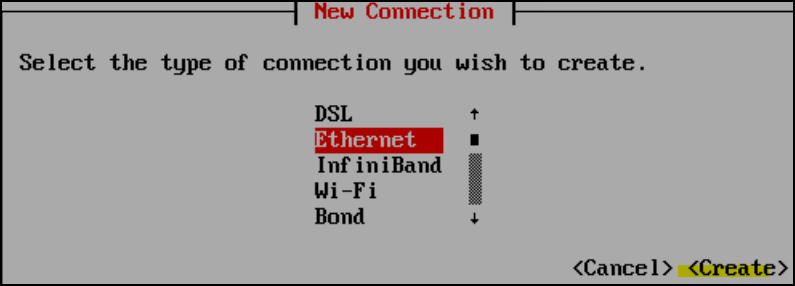 New Connection
Select the type of connection you wish to create.
DSL
Ethernet
InfiniBand
Wi-Fi
Bond
<Cancel> <Create>